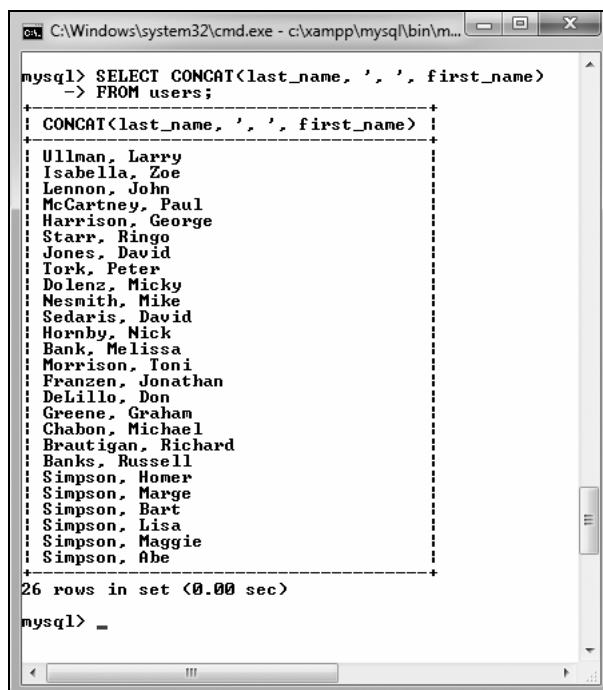 C:\Windows\system32\cmd.exe - c:\xampp\mysql\bin\m...
mysql> SELECT CONCAT(last_name, ', ', first_name)
    -> FROM users;
+-------------------------------------+
| CONCAT(last_name, ', ', first_name) |
+-------------------------------------+
| Ullman, Larry                       |
| Isabella, Zoe                       |
| Lennon, John                        |
| McCartney, Paul                     |
| Harrison, George                    |
| Starr, Ringo                        |
| Jones, David                        |
| Tork, Peter                         |
| Dolenz, Micky                       |
| Nesmith, Mike                       |
| Sedaris, David                      |
| Hornby, Nick                        |
| Bank, Melissa                       |
| Morrison, Toni                      |
| Franzen, Jonathan                   |
| DeLillo, Don                        |
| Greene, Graham                      |
| Chabon, Michael                     |
| Brautigan, Richard                  |
| Banks, Russell                      |
| Simpson, Homer                      |
| Simpson, Marge                      |
| Simpson, Bart                       |
| Simpson, Lisa                       |
| Simpson, Maggie                     |
| Simpson, Abe                        |
+-------------------------------------+
26 rows in set (0.00 sec)
mysql> _